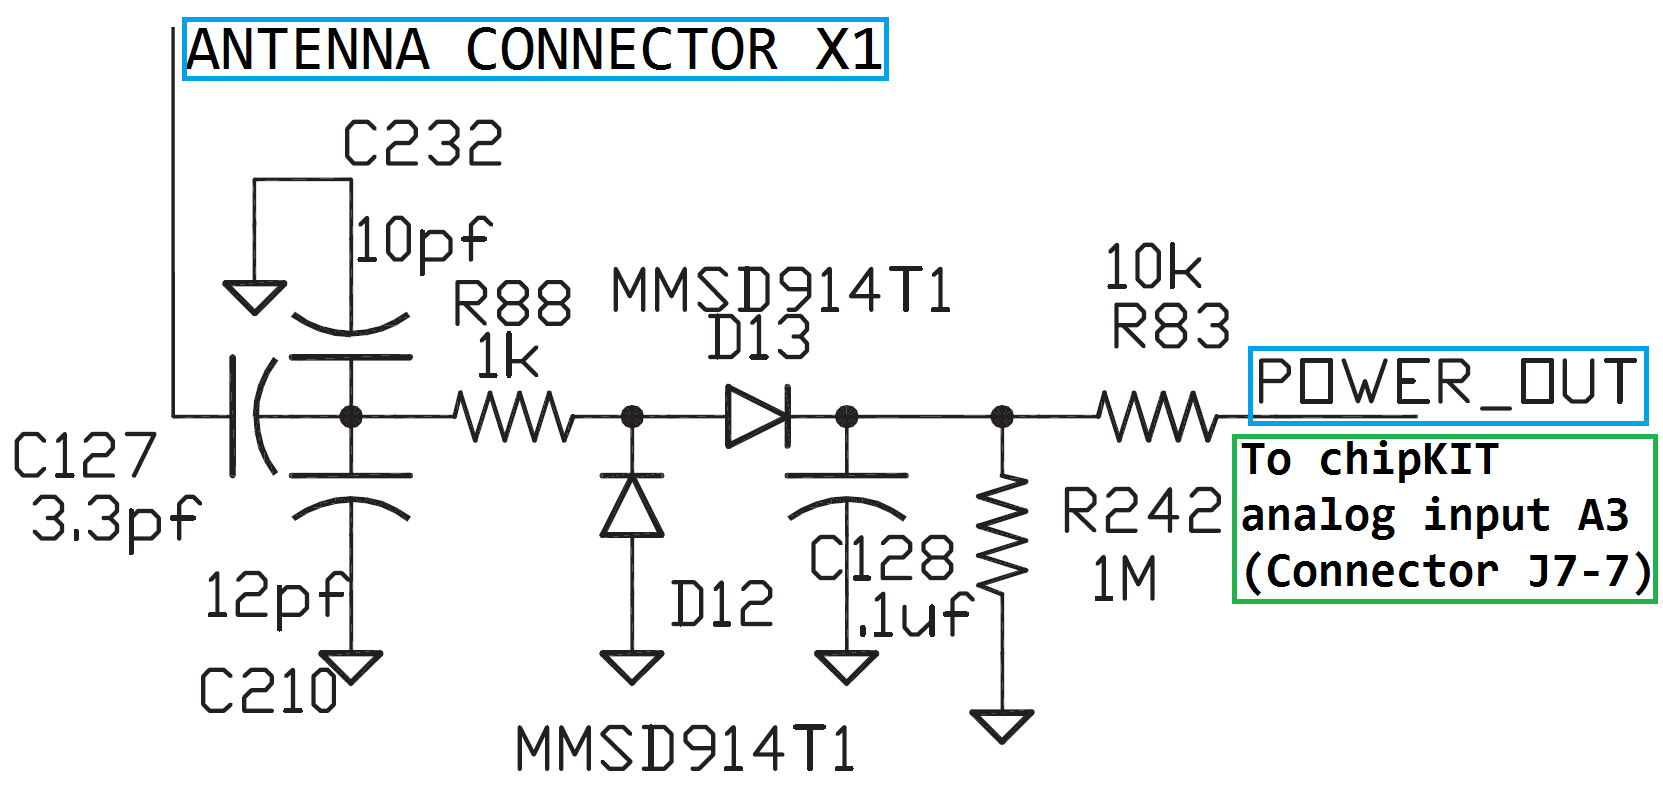 ANTENNA CONNECTOR X1
C232
10pf
R88
1k
MMSD914T1
D13
10k
R83
POWER_OUT
To chipKIT
analog input A3
(Connector J7-7)
C127
3.3pf
12pf
C210
D12
MMSD914T1
C128
.1uf
R242
1M